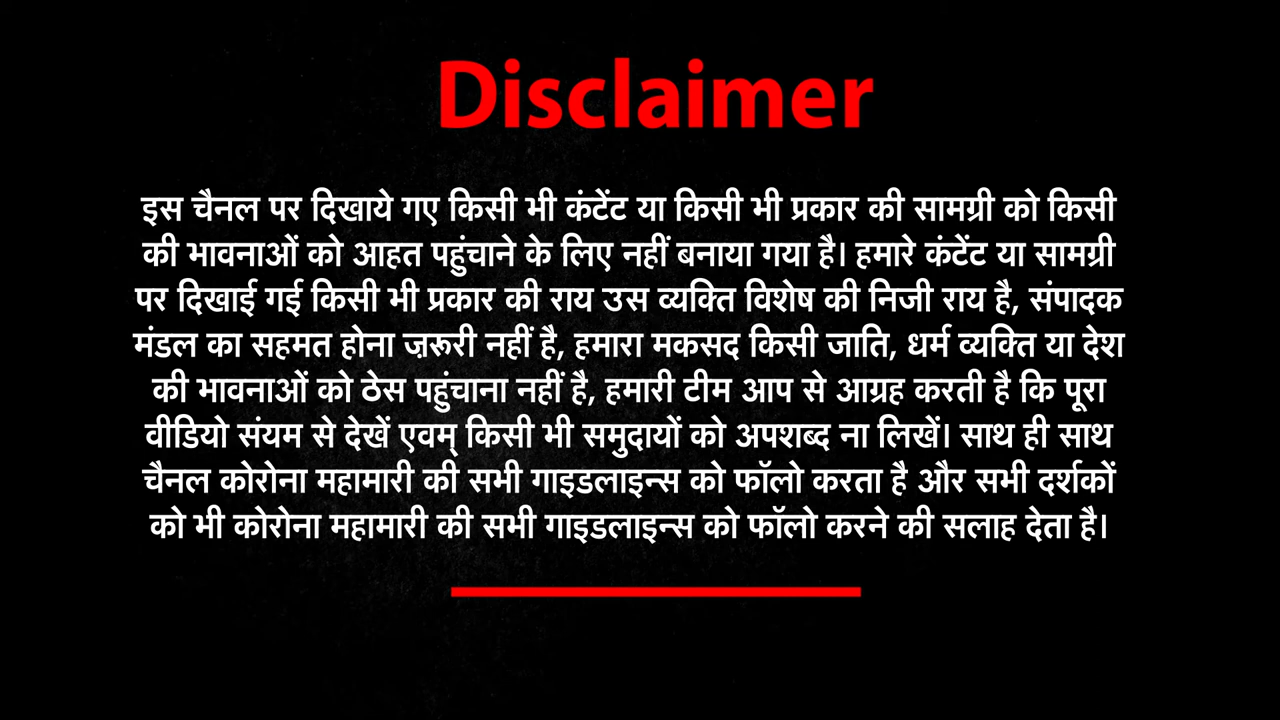 Disclaimer
इस चैनल पर दिखाये गए किसी भी कंटेंट या किसी भी प्रकार की सामग्री को किसी
की भावनाओं को आहत पहुंचाने के लिए नहीं बनाया गया है। हमारे कंटेंट या सामग्री
पर दिखाई गई किसी भी प्रकार की राय उस व्यक्ति विशेष की निजी राय है, संपादक
मंडल का सहमत होना ज़रूरी नहीं है, हमारा मकसद किसी जाति, धर्म व्यक्ति या देश
की भावनाओं को ठेस पहुंचाना नहीं है, हमारी टीम आप से आग्रह करती है कि पूरा
वीडियो संयम से देखें एवम् किसी भी समुदायों को अपशब्द ना लिखें। साथ ही साथ
चैनल कोरोना महामारी की सभी गाइडलाइन्स को फॉलो करता है और सभी दर्शकों
को भी कोरोना महामारी की सभी गाइडलाइन्स को फॉलो करने की सलाह देता है।